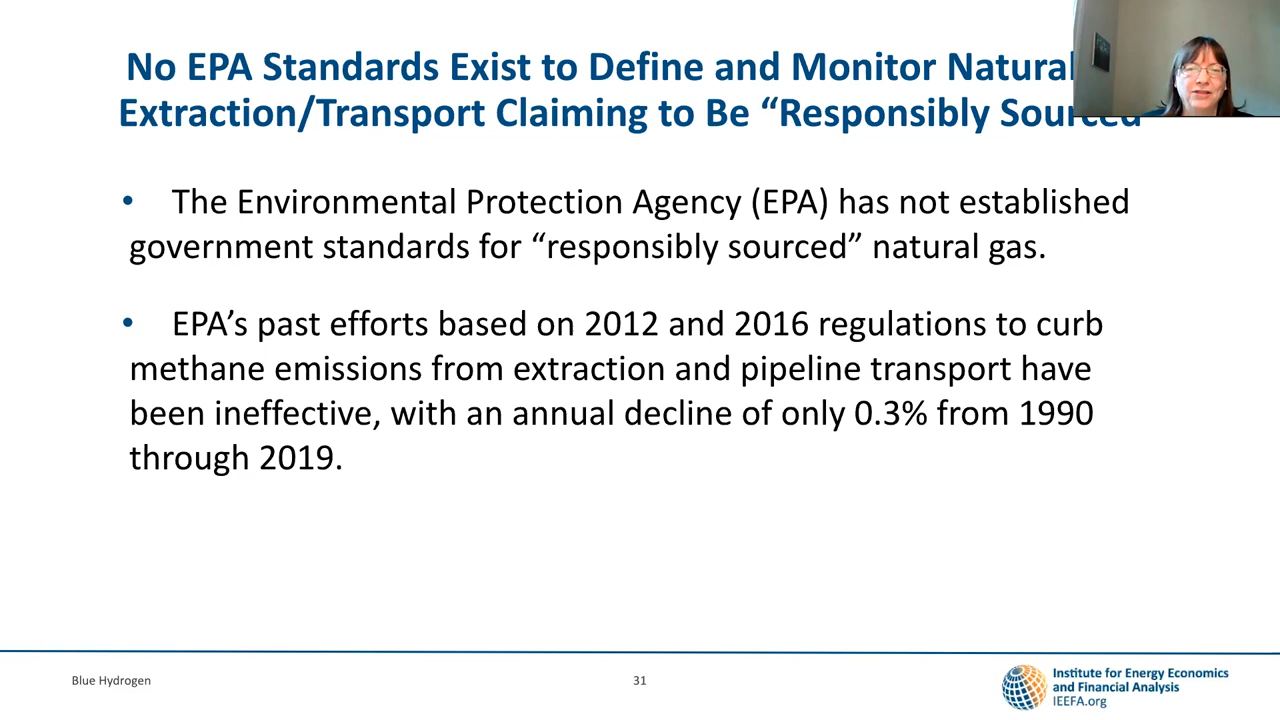 No EPA Standards Exist to Define and Monitor Natural
Extraction/Transport Claiming to Be “Responsibly Sourced
• The Environmental Protection Agency (EPA) has not established
government standards for “responsibly sourced” natural gas.
• EPA’s past efforts based on 2012 and 2016 regulations to curb
methane emissions from extraction and pipeline transport have
been ineffective, with an annual decline of only 0.3% from 1990
through 2019.
Blue Hydrogen
31
Institute for Energy Economics
and Financial Analysis
IEEFA.org